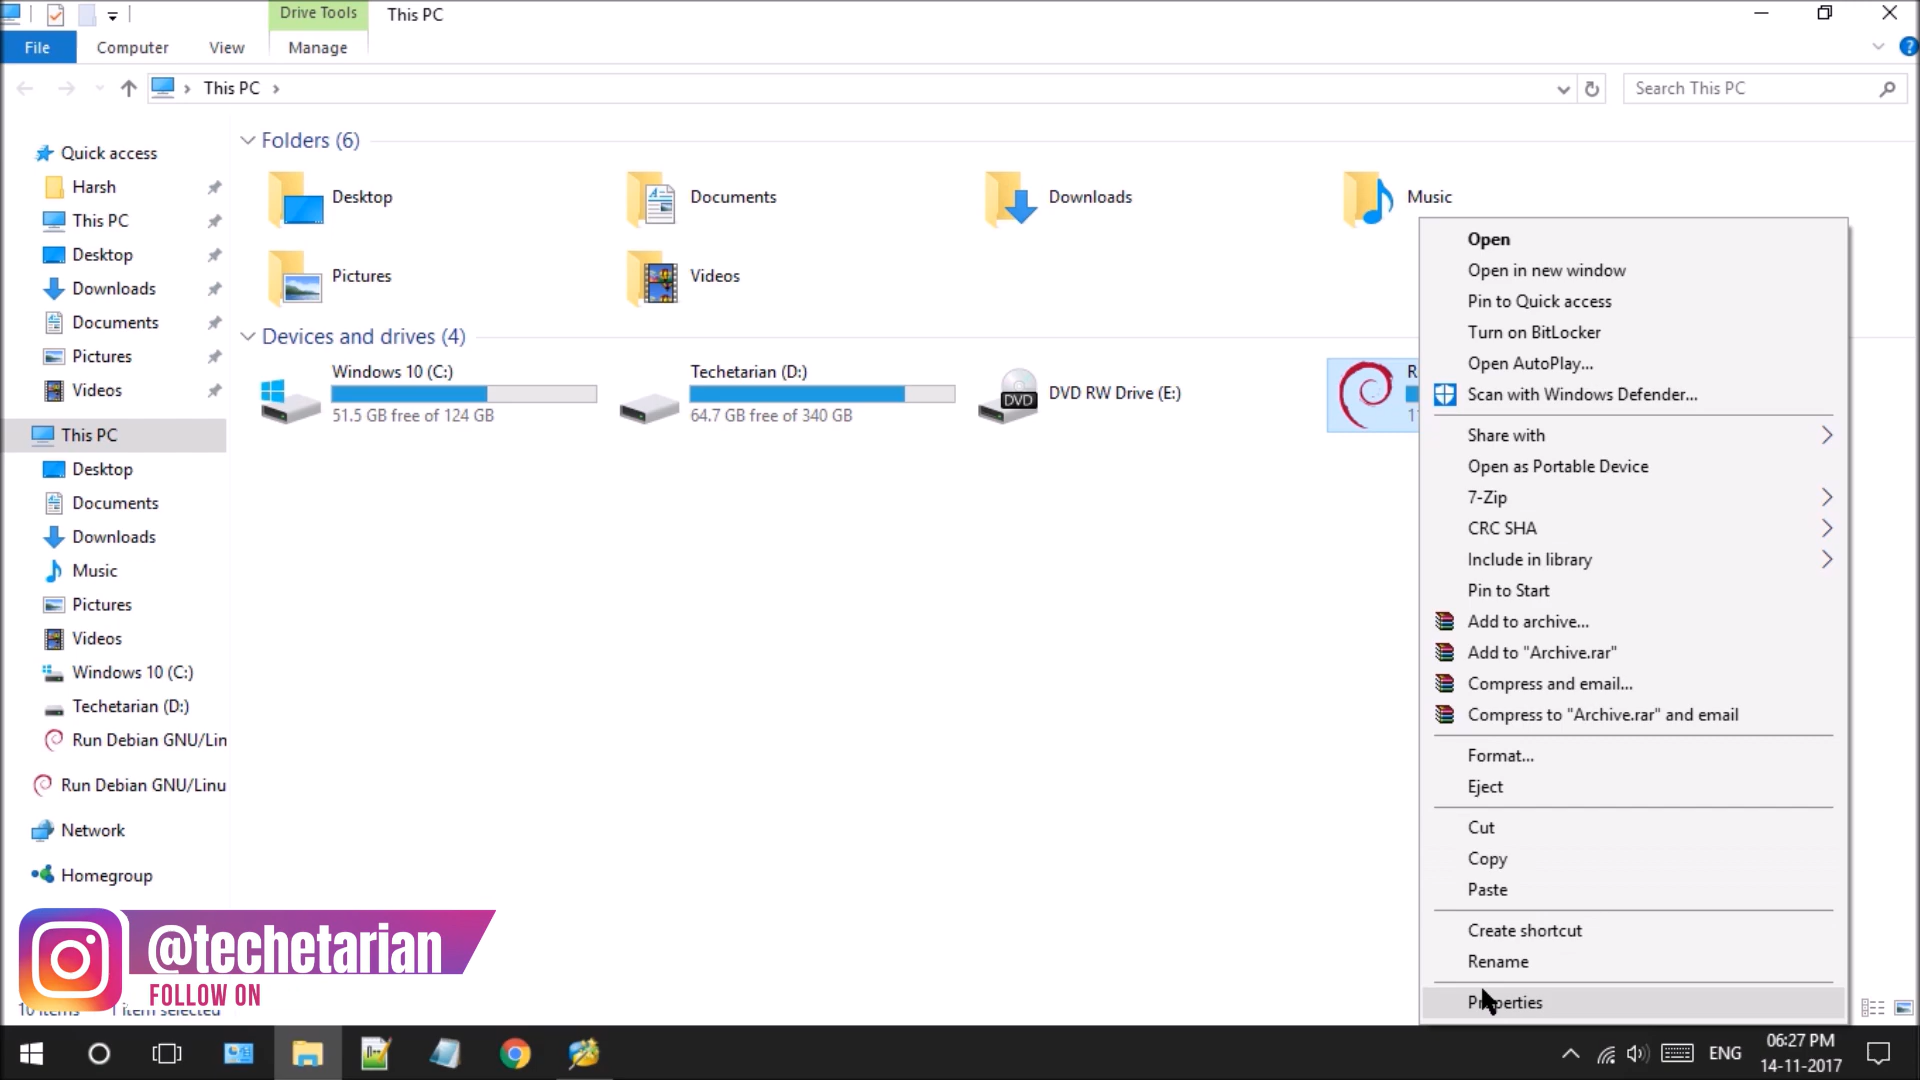 Drive Tools
This PC
File
Computer
View
Manage
This PC
Search This PC
Quick access
Harsh
This PC
Desktop
Downloads
Documents
Pictures
Videos
This PC
Desktop
Documents
Downloads
Music
Pictures
Videos
Windows 10 (C:)
Techetarian (D:)
Run Debian GNU/Lin
Run Debian GNU/Linu
Network
Homegroup
Folders (6)
Desktop
Documents
Downloads
Music
Pictures
Videos
Devices and drives (4)
Windows 10 (C:)
51.5 GB free of 124 GB
Techetarian (D:)
64.7 GB free of 340 GB
DVD
DVD RW Drive (E:)
R
Open
Open in new window
Pin to Quick access
Turn on BitLocker
Open AutoPlay...
Scan with Windows Defender...
Share with
Open as Portable Device
7-Zip
CRC SHA
Include in library
Pin to Start
Add to archive...
Add to "Archive.rar"
Compress and email...
Compress to "Archive.rar" and email
Format...
Eject
Cut
Copy
Paste
Create shortcut
Rename
Properties
@techetarian
FOLLOW ON
10 items 1 item selected
ENG
06:27 PM
14-11-2017